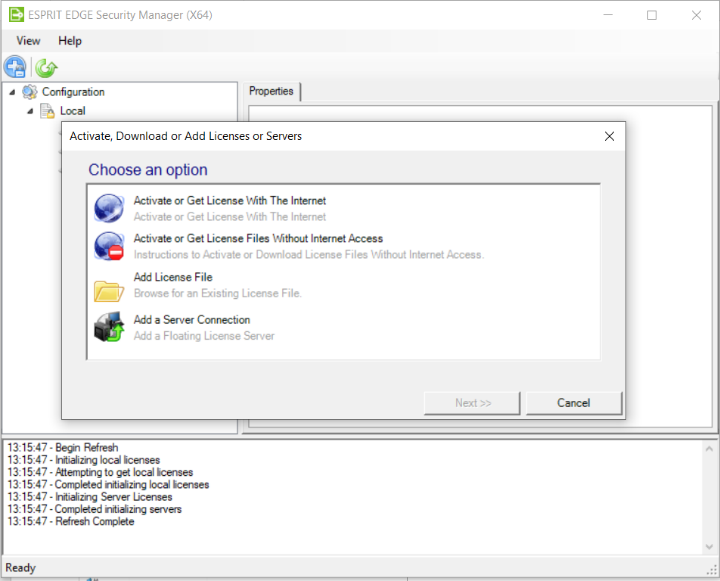 ESPRIT EDGE Security Manager (X64)
View Help
Configuration
Local
Properties
Activate, Download or Add Licenses or Servers
Choose an option
Activate or Get License With The Internet
Activate or Get License With The Internet
Activate or Get License Files Without Internet Access
Instructions to Activate or Download License Files Without Internet Access.
Add License File
Browse for an Existing License File.
Add a Server Connection
Add a Floating License Server
Next >> Cancel
13:15:47 - Begin Refresh
13:15:47 - Initializing local licenses
13:15:47 - Attempting to get local licenses
13:15:47 - Completed initializing local licenses
13:15:47 - Initializing Server Licenses
13:15:47 - Completed initializing servers
13:15:47 - Refresh Complete
Ready